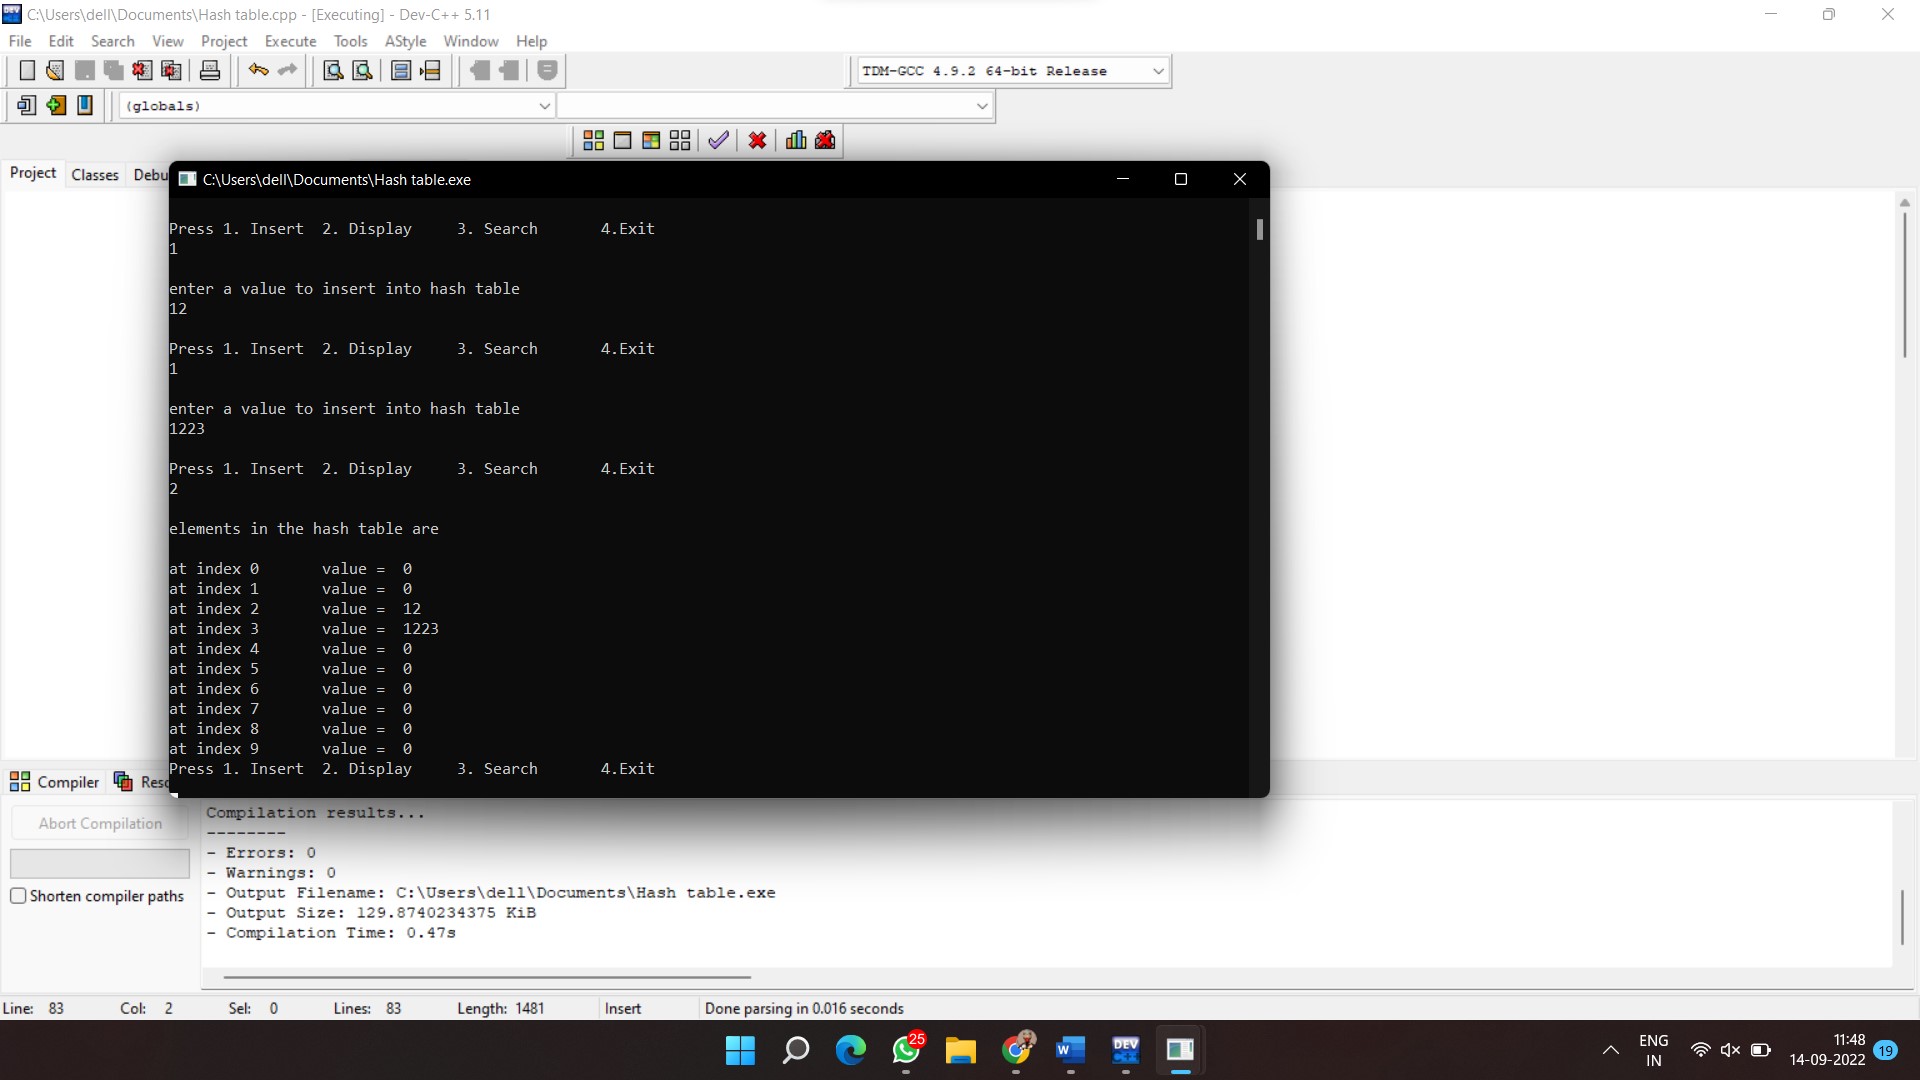 C:\Users\dell\Documents\Hash table.cpp - [Executing] - Dev-C++ 5.11
File Edit Search View Project Execute Tools AStyle Window Help
TDM-GCC 4.9.2 64-bit Release
(globals)
Project Classes Debu
C:\Users\dell\Documents\Hash table.exe
Press 1. Insert 2. Display 3. Search 4.Exit
1
enter a value to insert into hash table
12
Press 1. Insert 2. Display 3. Search 4.Exit
1
enter a value to insert into hash table
1223
Press 1. Insert 2. Display 3. Search 4.Exit
2
elements in the hash table are
at index 0 value = 0
at index 1 value = 0
at index 2 value = 12
at index 3 value = 1223
at index 4 value = 0
at index 5 value = 0
at index 6 value = 0
at index 7 value = 0
at index 8 value = 0
at index 9 value = 0
Press 1. Insert 2. Display 3. Search 4.Exit
Compiler Reso
Abort Compilation
Shorten compiler paths
Compilation results...
--------
- Errors: 0
- Warnings: 0
- Output Filename: C:\Users\dell\Documents\Hash table.exe
- Output Size: 129.8740234375 KiB
- Compilation Time: 0.47s
Line: 83 Col: 2 Sel: 0 Lines: 83 Length: 1481 Insert Done parsing in 0.016 seconds
25
W
DEV
C++
ENG
IN
11:48
14-09-2022
19